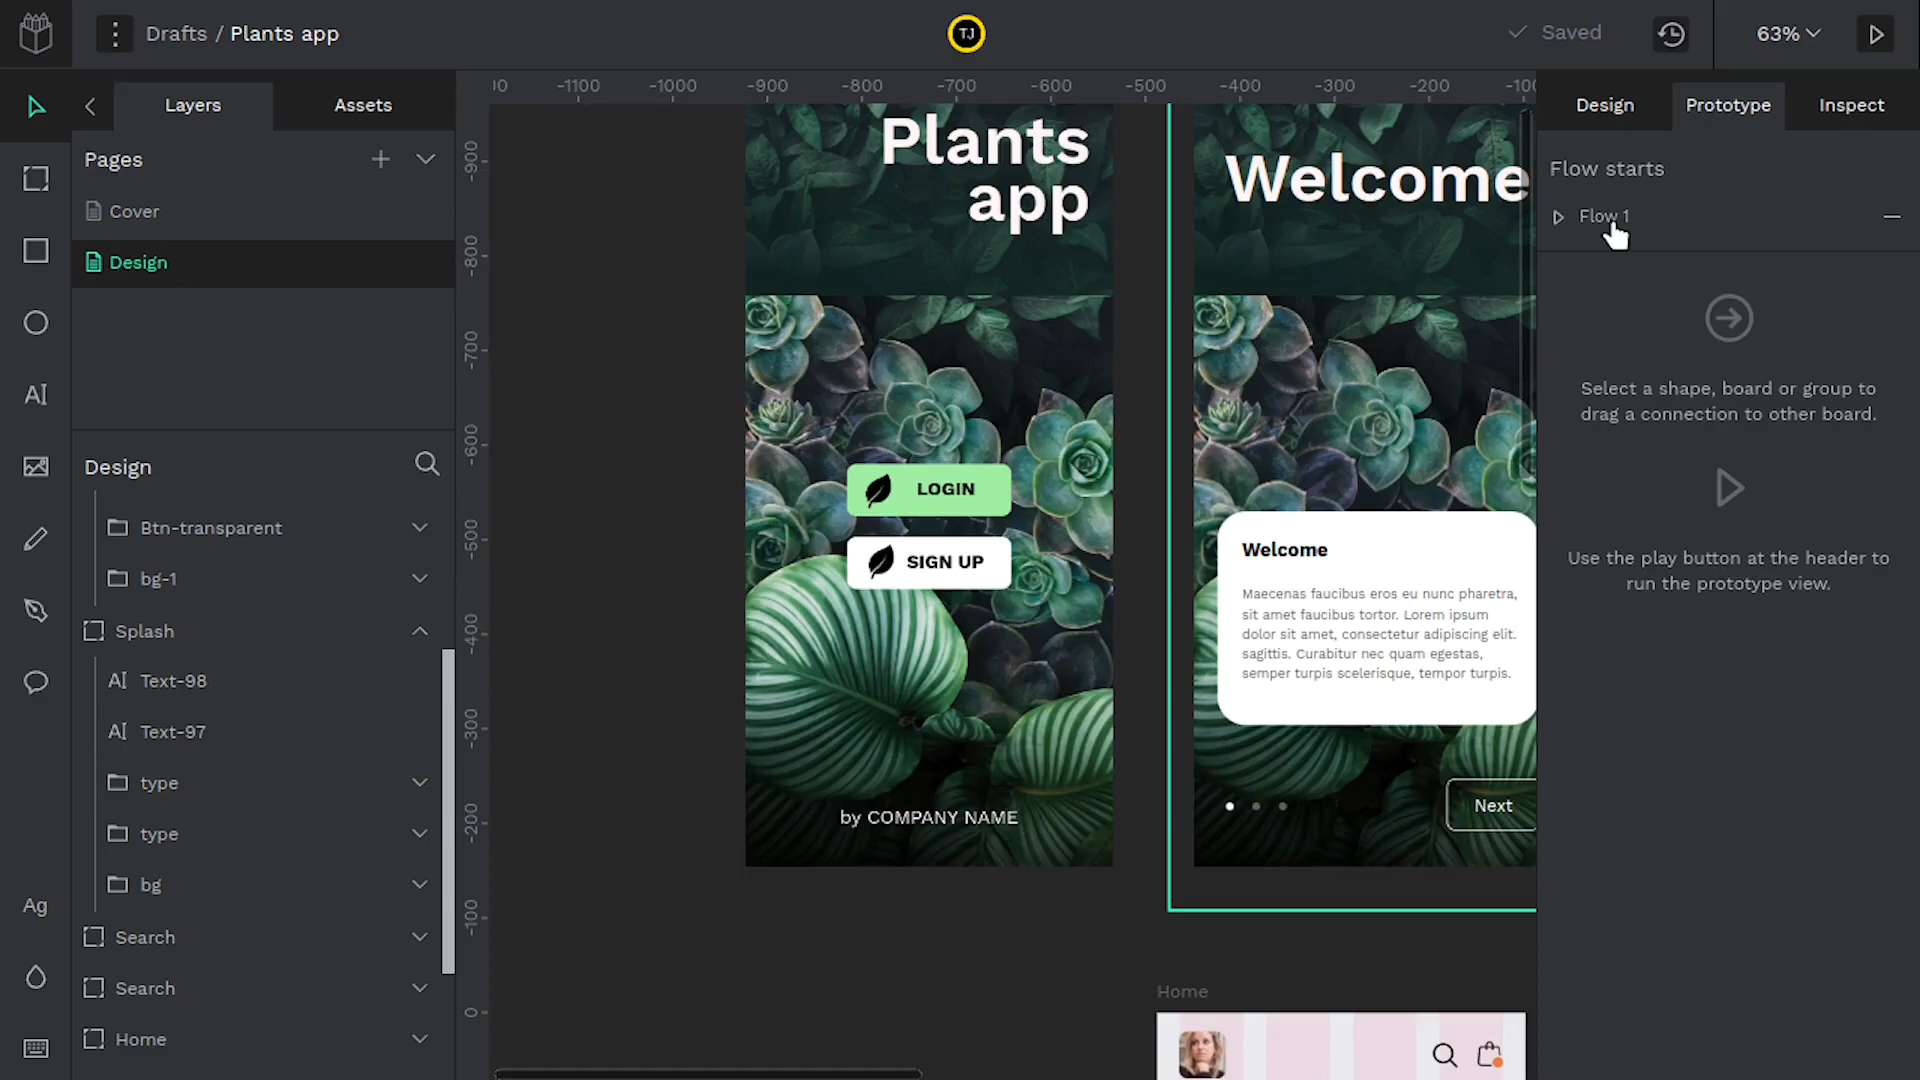 Drafts / Plants app
TJ
Saved
63%
Layers
Assets
Pages
Cover
Design
Design
Btn-transparent
bg-1
Splash
Text-98
Text-97
type
type
bg
Search
Search
Home
AI
Ag
-1100
-1000
-900
-800
-700
-600
-500
-400
-300
-200
-900
-800
-700
-600
-500
-400
-300
-200
-100
0
Plants
app
LOGIN
SIGN UP
by COMPANY NAME
Welcome
Welcome
Maecenas faucibus eros eu nunc pharetra,
sit amet faucibus tortor. Lorem ipsum
dolor sit amet, consectetur adipiscing elit.
sagittis. Curabitur nec quam egestas,
semper turpis scelerisque, tempor turpis.
Next
Home
Design
Prototype
Inspect
Flow starts
Flow 1
Select a shape, board or group to
drag a connection to other board.
Use the play button at the header to
run the prototype view.